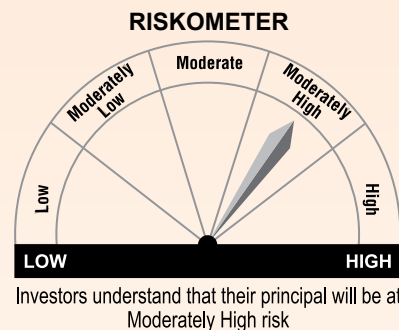 RISKOMETER
Moderate
Moderately
Low
Moderately
High
Low
High
LOW
HIGH
Investors understand that their principal will be at
Moderately High risk